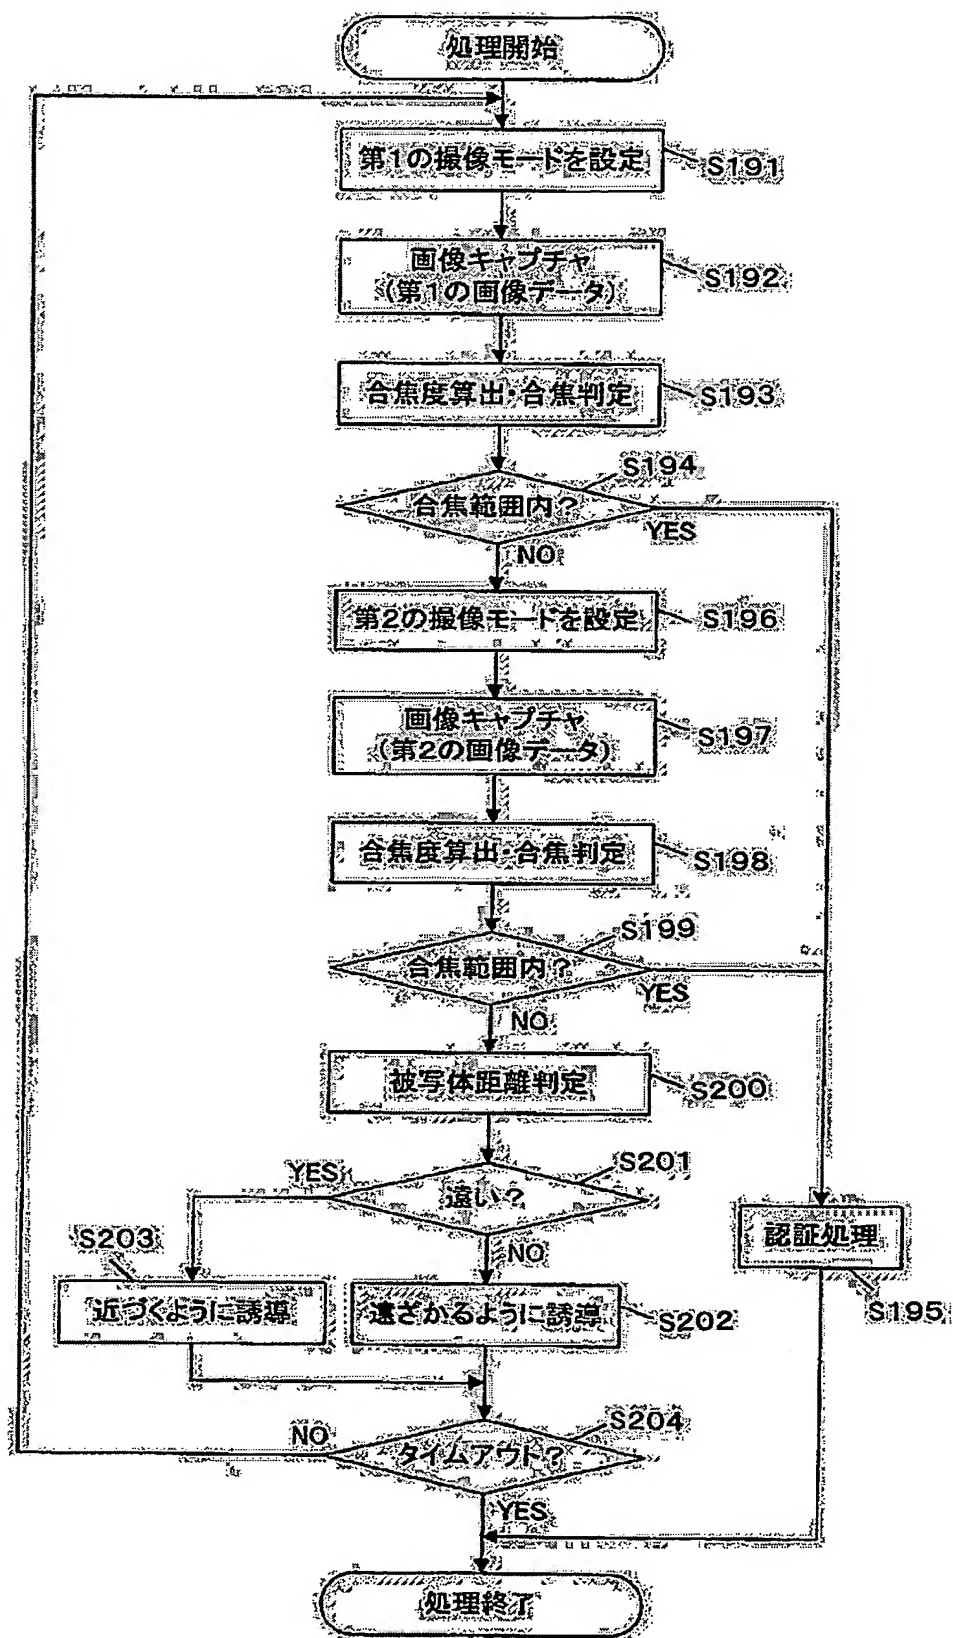 処理開始
第1の撮像モードを設定
S191
画像キャプチャ
(第1の画像データ)
S192
合焦度算出・合焦判定
S193
S194
合焦範囲内?
YES
NO
第2の撮像モードを設定
S196
画像キャプチャ
(第2の画像データ)
S197
合焦度算出・合焦判定
S198
S199
合焦範囲内?
YES
NO
被写体距離判定
S200
S201
YES
遠い?
NO
S203
近づくように誘導
遠ざかるように誘導
S202
認証処理
S195
S204
NO
タイムアウト?
YES
処理終了